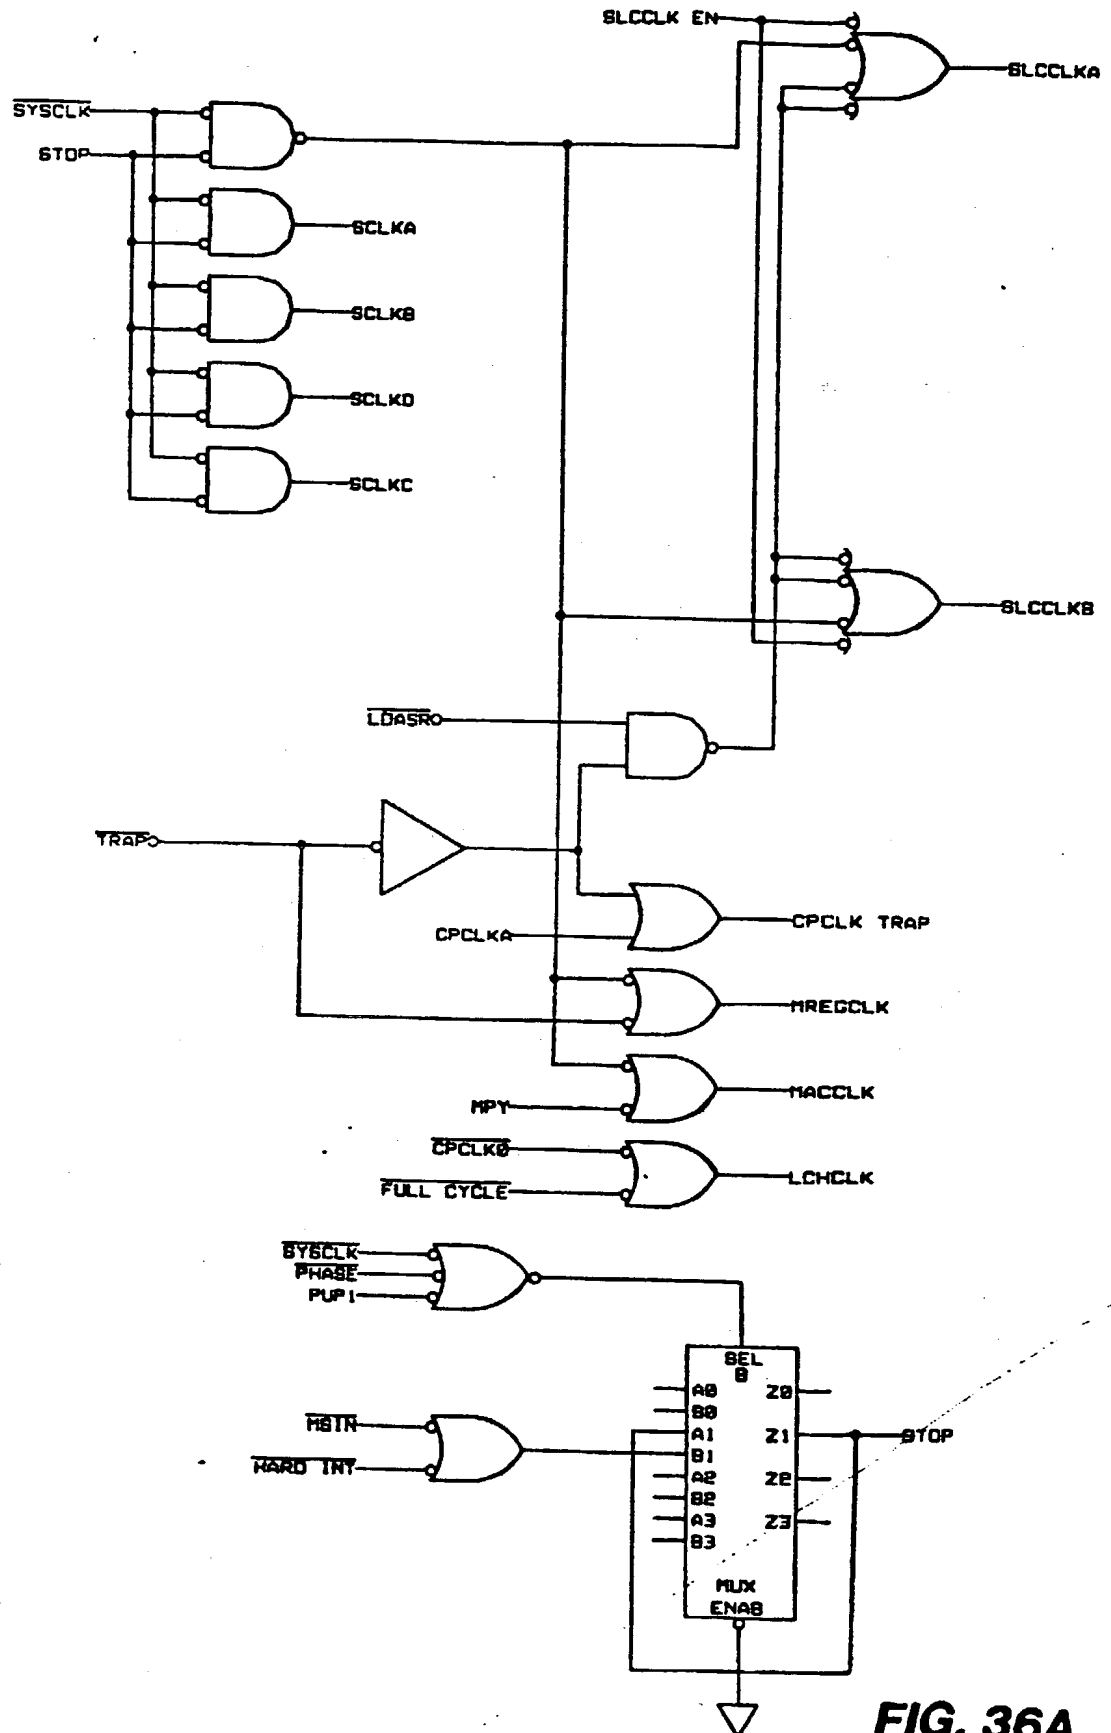 SLCCLK EN
SLCCLKA
SYSCLK
STOP
SCLKA
SCLKB
SCLKD
SCLKC
SLCCLKB
LDASR
TRAP
CPCLKA
CPCLK TRAP
MREGCLK
MPY
MACCLK
CPCLK0
FULL CYCLE
LCHCLK
SYSCLK
PHASE
PUP1
SEL
B
A0 Z0
B0
A1 Z1
STOP
B1
A2 Z2
B2
A3 Z3
B3
MSTN
HARD INT
MUX
ENAB
FIG. 36A